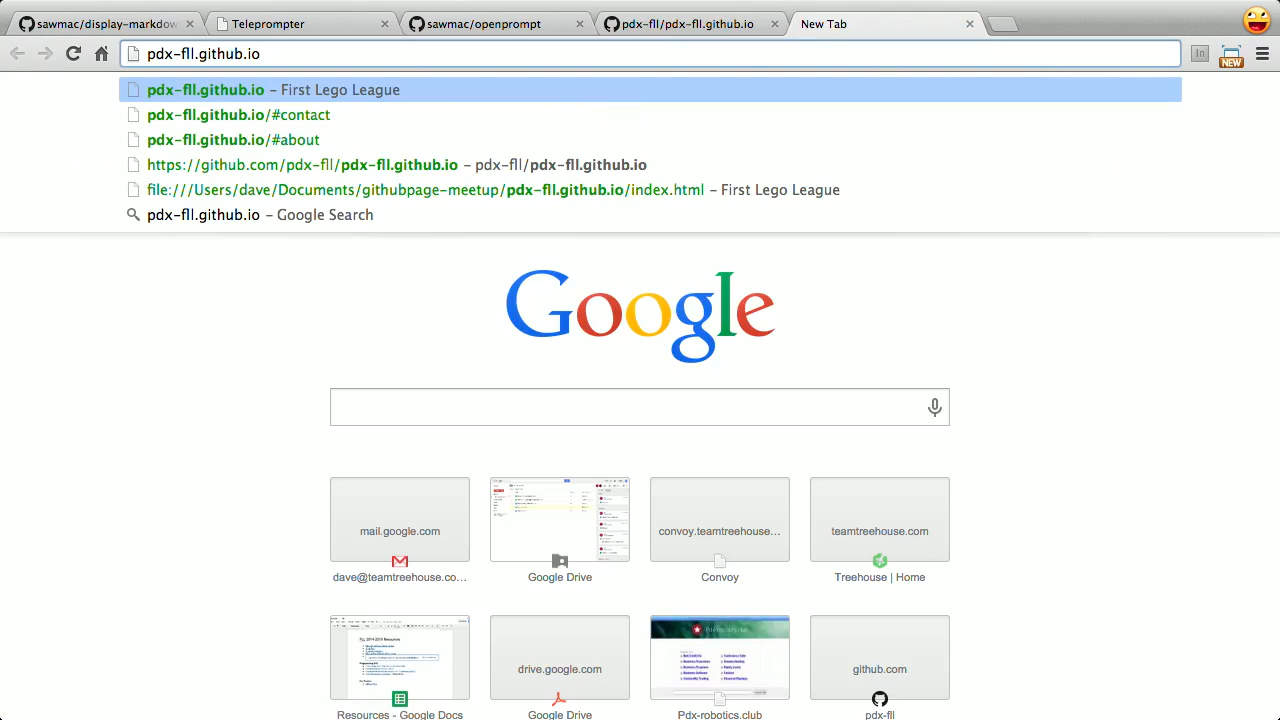 sawmac/display-markdow
Teleprompter
sawmac/openprompt
pdx-fll/pdx-fll.github.io
New Tab
pdx-fll.github.io
In
NEW
pdx-fll.github.io – First Lego League
pdx-fll.github.io/#contact
pdx-fll.github.io/#about
https://github.com/pdx-fll/pdx-fll.github.io – pdx-fll/pdx-fll.github.io
file:///Users/dave/Documents/githubpage-meetup/pdx-fll.github.io/index.html – First Lego League
pdx-fll.github.io – Google Search
Google
mail.google.com
convoy.teamtreehouse...
teamtreehouse.com
dave@teamtreehouse.co...
Google Drive
Convoy
Treehouse | Home
drive.google.com
github.com
Resources - Google Docs
Google Drive
Pdx-robotics.club
pdx-fll